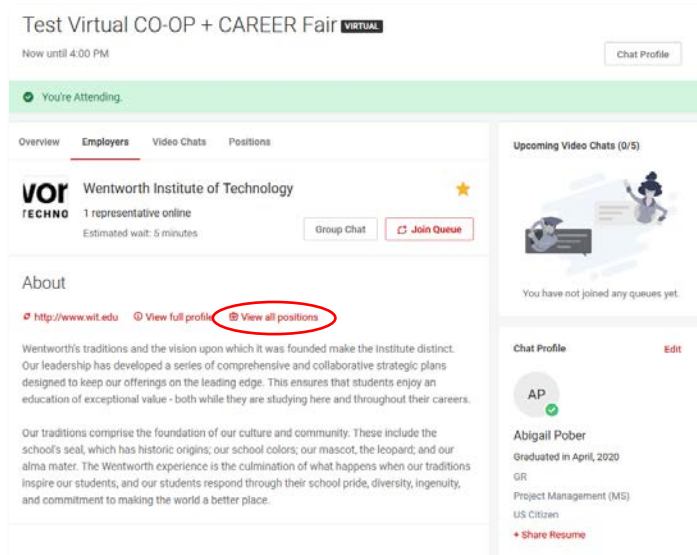 Test Virtual CO-OP + CAREER Fair VIRTUAL
Now until 4:00 PM
Chat Profile
You're Attending.
Overview Employers Video Chats Positions
VOr
TECHNO
Wentworth Institute of Technology
1 representative online
Estimated wait: 5 minutes
Group Chat
Join Queue
About
http://www.wit.edu View full profile View all positions
Wentworth's traditions and the vision upon which it was founded make the Institute distinct.
Our leadership has developed a series of comprehensive and collaborative strategic plans
designed to keep our offerings on the leading edge. This ensures that students enjoy an
education of exceptional value - both while they are studying here and throughout their careers.
Our traditions comprise the foundation of our culture and community. These include the
school's seal, which has historic origins; our school colors; our mascot, the leopard; and our
alma mater. The Wentworth experience is the culmination of what happens when our traditions
inspire our students, and our students respond through their school pride, diversity, ingenuity,
and commitment to making the world a better place.
Upcoming Video Chats (0/5)
You have not joined any queues yet.
Chat Profile Edit
AP
Abigail Pober
Graduated in April, 2020
GR
Project Management (MS)
US Citizen
+ Share Resume